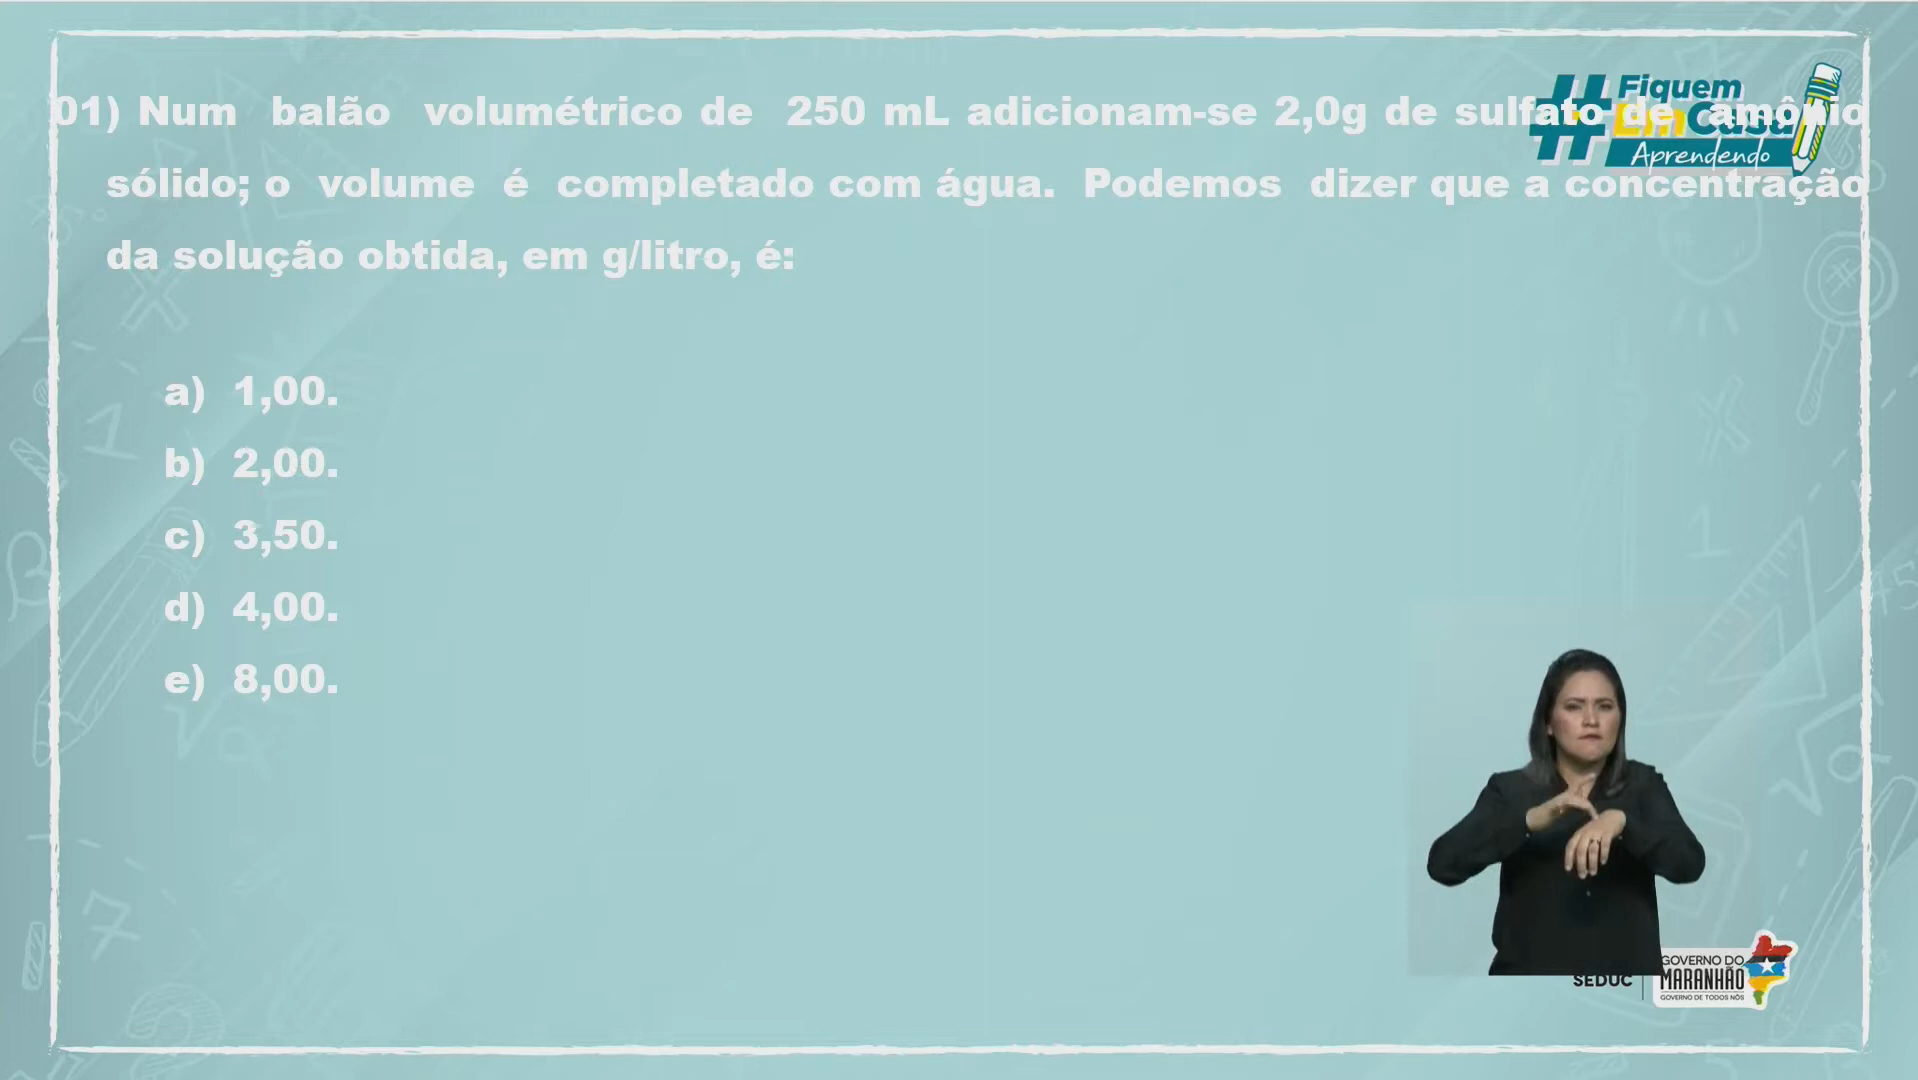 01) Num balão volumétrico de 250 mL adicionam-se 2,0g de sulfato de amônio
sólido; o volume é completado com água. Podemos dizer que a concentração
da solução obtida, em g/litro, é:
#Fiquem
Em Casa
Aprendendo
a) 1,00.
b) 2,00.
c) 3,50.
d) 4,00.
e) 8,00.
SEDUC
GOVERNO DO
MARANHÃO
GOVERNO DE TODOS NÓS